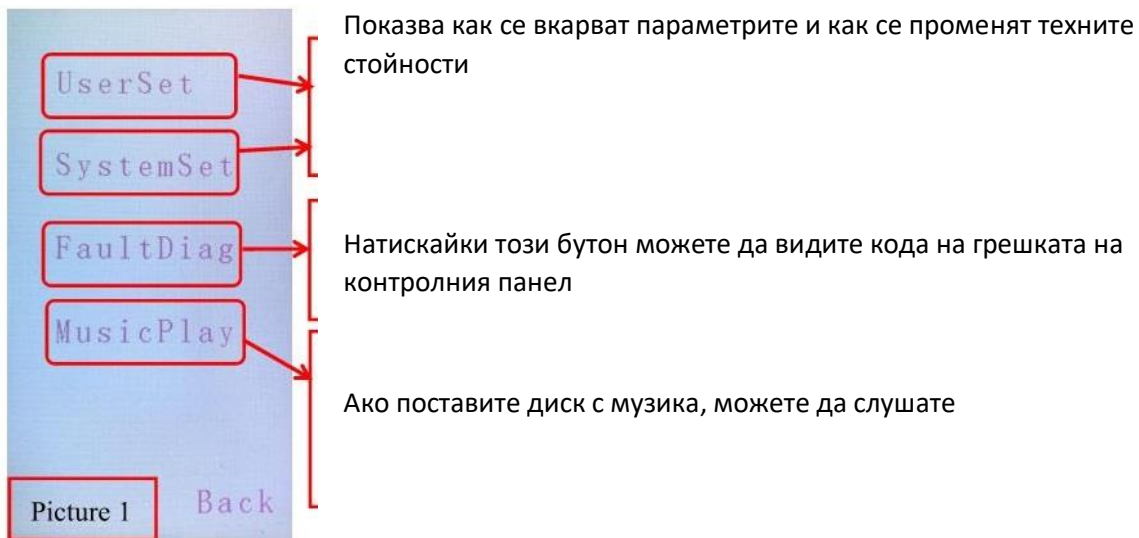 Показва как се вкарват параметрите и как се променят техните
стойности
UserSet
SystemSet
FaultDiag
Натискайки този бутон можете да видите кода на грешката на
контролния панел
MusicPlay
Ако поставите диск с музика, можете да слушате
Back
Picture 1